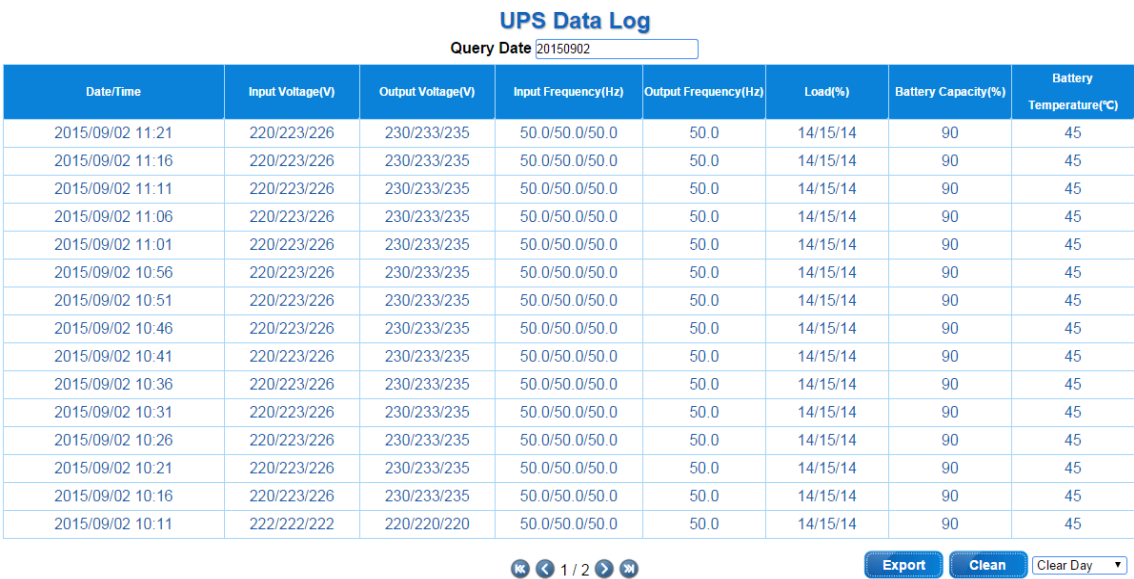 UPS Data Log
Query Date 20150902
Date/Time Input Voltage(V) Output Voltage(V) Input Frequency(Hz) Output Frequency(Hz) Load(%) Battery Capacity(%) Battery Temperature(℃)
2015/09/02 11:21 220/223/226 230/233/235 50.0/50.0/50.0 50.0 14/15/14 90 45
2015/09/02 11:16 220/223/226 230/233/235 50.0/50.0/50.0 50.0 14/15/14 90 45
2015/09/02 11:11 220/223/226 230/233/235 50.0/50.0/50.0 50.0 14/15/14 90 45
2015/09/02 11:06 220/223/226 230/233/235 50.0/50.0/50.0 50.0 14/15/14 90 45
2015/09/02 11:01 220/223/226 230/233/235 50.0/50.0/50.0 50.0 14/15/14 90 45
2015/09/02 10:56 220/223/226 230/233/235 50.0/50.0/50.0 50.0 14/15/14 90 45
2015/09/02 10:51 220/223/226 230/233/235 50.0/50.0/50.0 50.0 14/15/14 90 45
2015/09/02 10:46 220/223/226 230/233/235 50.0/50.0/50.0 50.0 14/15/14 90 45
2015/09/02 10:41 220/223/226 230/233/235 50.0/50.0/50.0 50.0 14/15/14 90 45
2015/09/02 10:36 220/223/226 230/233/235 50.0/50.0/50.0 50.0 14/15/14 90 45
2015/09/02 10:31 220/223/226 230/233/235 50.0/50.0/50.0 50.0 14/15/14 90 45
2015/09/02 10:26 220/223/226 230/233/235 50.0/50.0/50.0 50.0 14/15/14 90 45
2015/09/02 10:21 220/223/226 230/233/235 50.0/50.0/50.0 50.0 14/15/14 90 45
2015/09/02 10:16 220/223/226 230/233/235 50.0/50.0/50.0 50.0 14/15/14 90 45
2015/09/02 10:11 222/222/222 220/220/220 50.0/50.0/50.0 50.0 14/15/14 90 45
1 / 2 Export Clean Clear Day